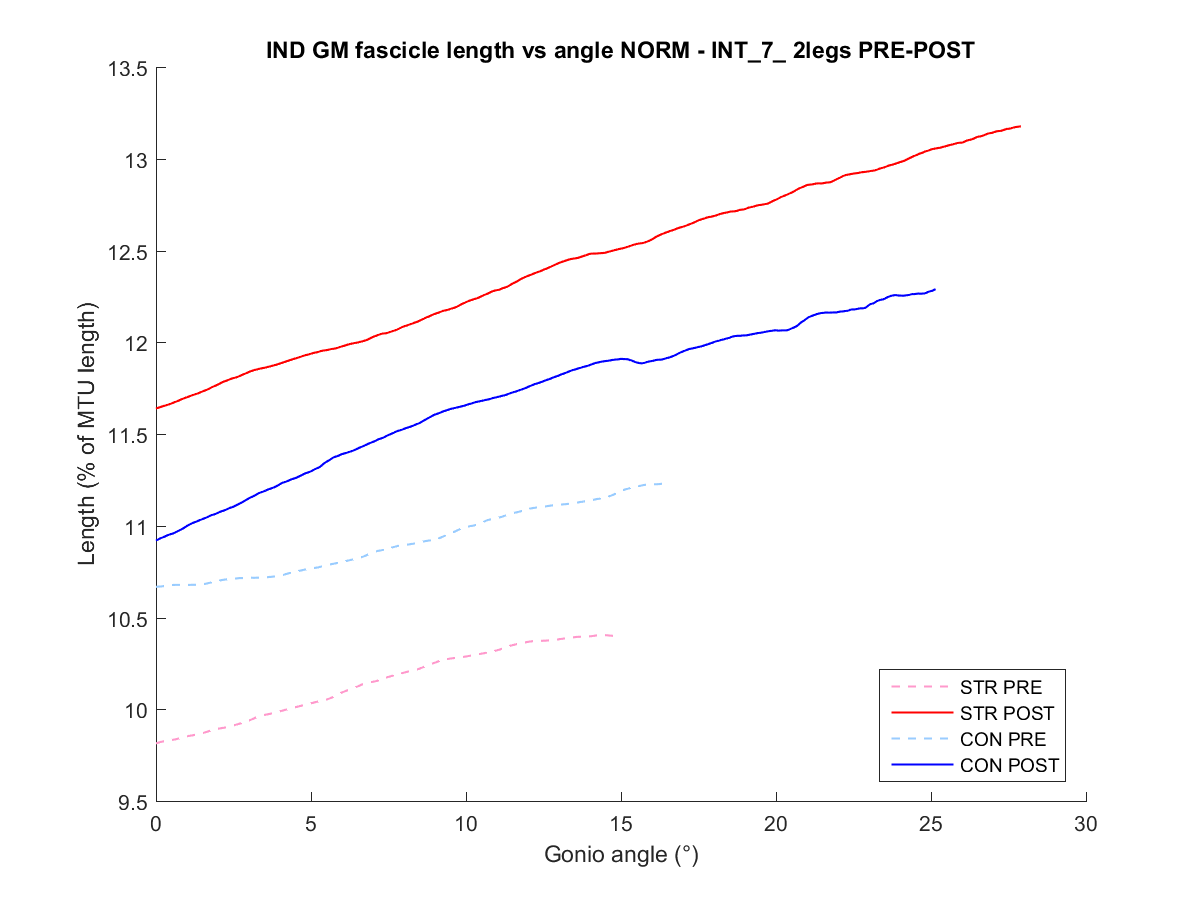 IND GM fascicle length vs angle NORM - INT_7_ 2legs PRE-POST
13.5
13
12.5
12
11.5
11
10.5
10
9.5
Length (% of MTU length)
0
5
10
15
20
25
30
Gonio angle (°)
STR PRE
STR POST
CON PRE
CON POST